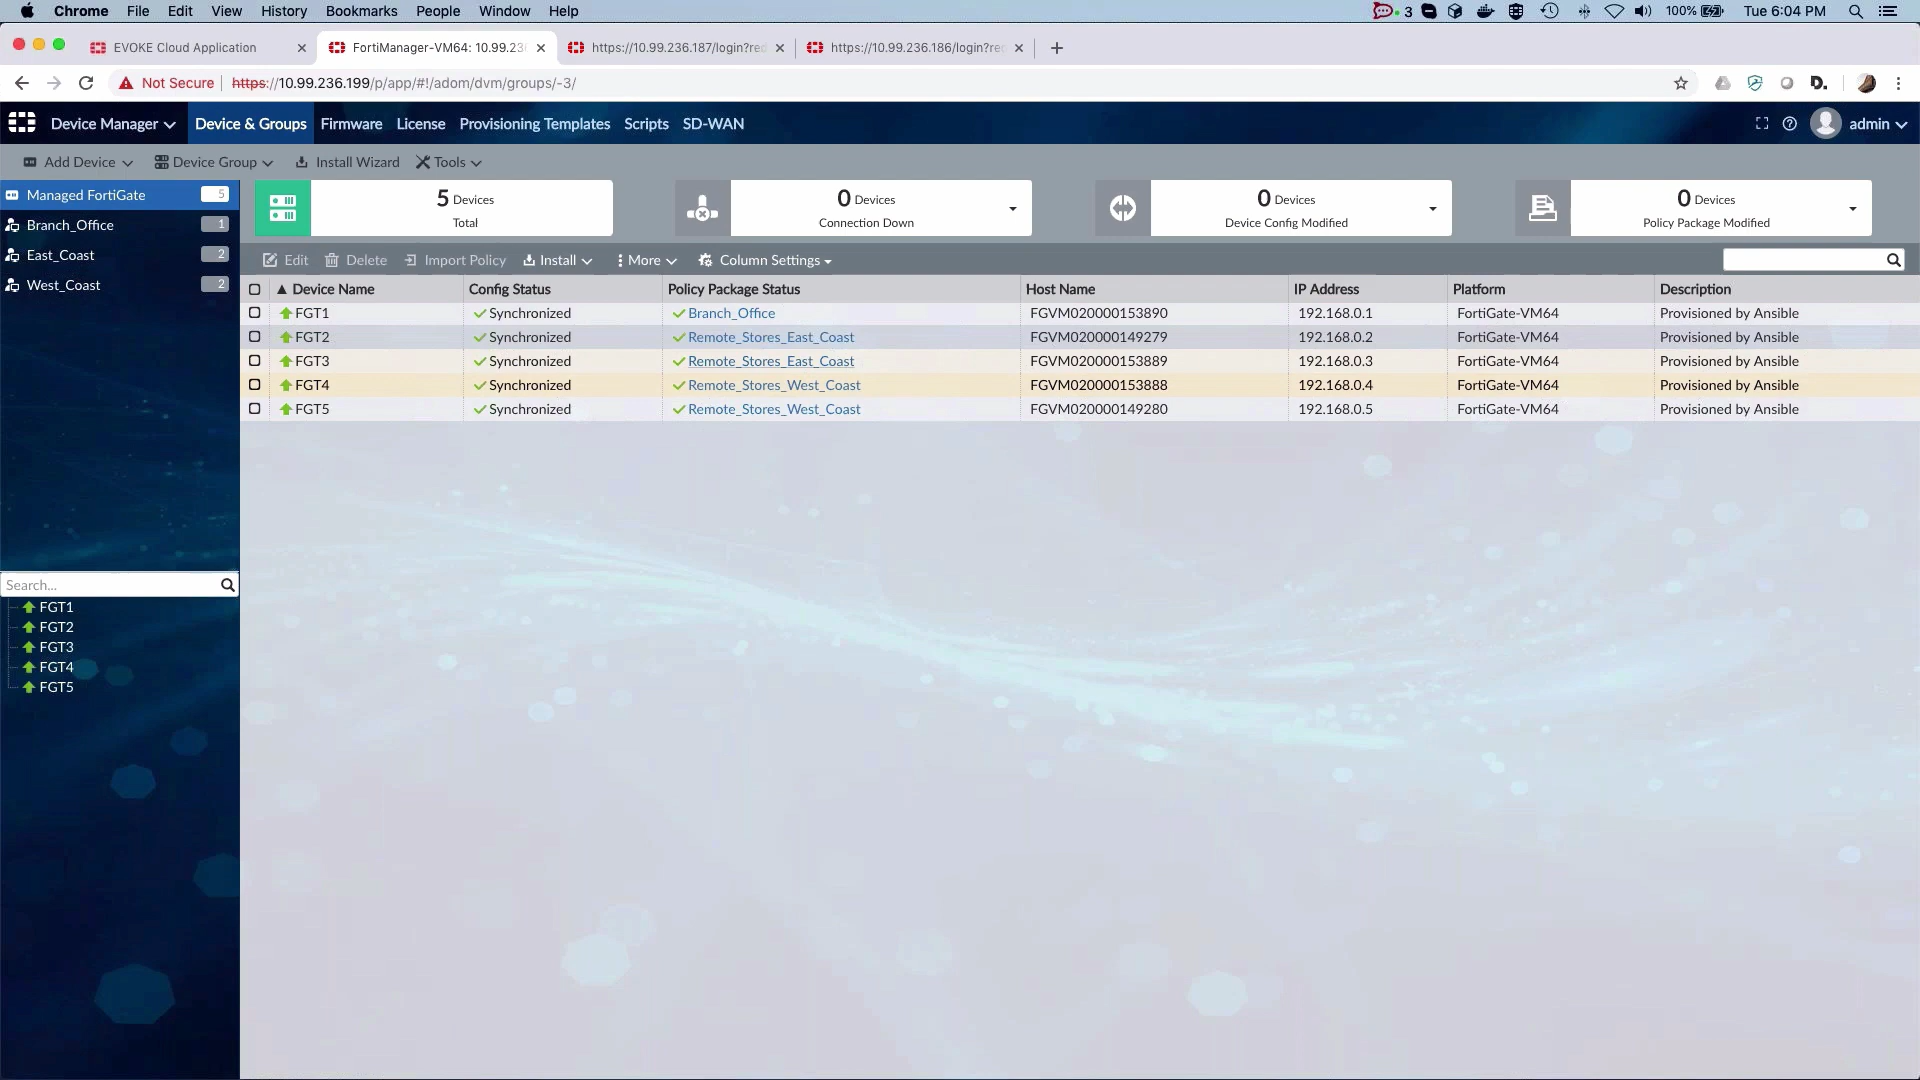 Chrome File Edit View History Bookmarks People Window Help 3 100% Tue 6:04 PM
EVOKE Cloud Application FortiManager-VM64: 10.99.23 https://10.99.236.187/login?red https://10.99.236.186/login?re
Not Secure https://10.99.236.199/p/app/#!/adom/dvm/groups/-3/ D.
Device Manager Device & Groups Firmware License Provisioning Templates Scripts SD-WAN admin
Add Device Device Group Install Wizard Tools
Managed FortiGate 5
Branch_Office 1
East_Coast 2
West_Coast 2
5 Devices
Total
0 Devices
Connection Down
0 Devices
Device Config Modified
0 Devices
Policy Package Modified
Edit Delete Import Policy Install More Column Settings
Device Name Config Status Policy Package Status Host Name IP Address Platform Description
FGT1 Synchronized Branch_Office FGVM020000153890 192.168.0.1 FortiGate-VM64 Provisioned by Ansible
FGT2 Synchronized Remote_Stores_East_Coast FGVM020000149279 192.168.0.2 FortiGate-VM64 Provisioned by Ansible
FGT3 Synchronized Remote_Stores_East_Coast FGVM020000153889 192.168.0.3 FortiGate-VM64 Provisioned by Ansible
FGT4 Synchronized Remote_Stores_West_Coast FGVM020000153888 192.168.0.4 FortiGate-VM64 Provisioned by Ansible
FGT5 Synchronized Remote_Stores_West_Coast FGVM020000149280 192.168.0.5 FortiGate-VM64 Provisioned by Ansible
Search...
FGT1
FGT2
FGT3
FGT4
FGT5